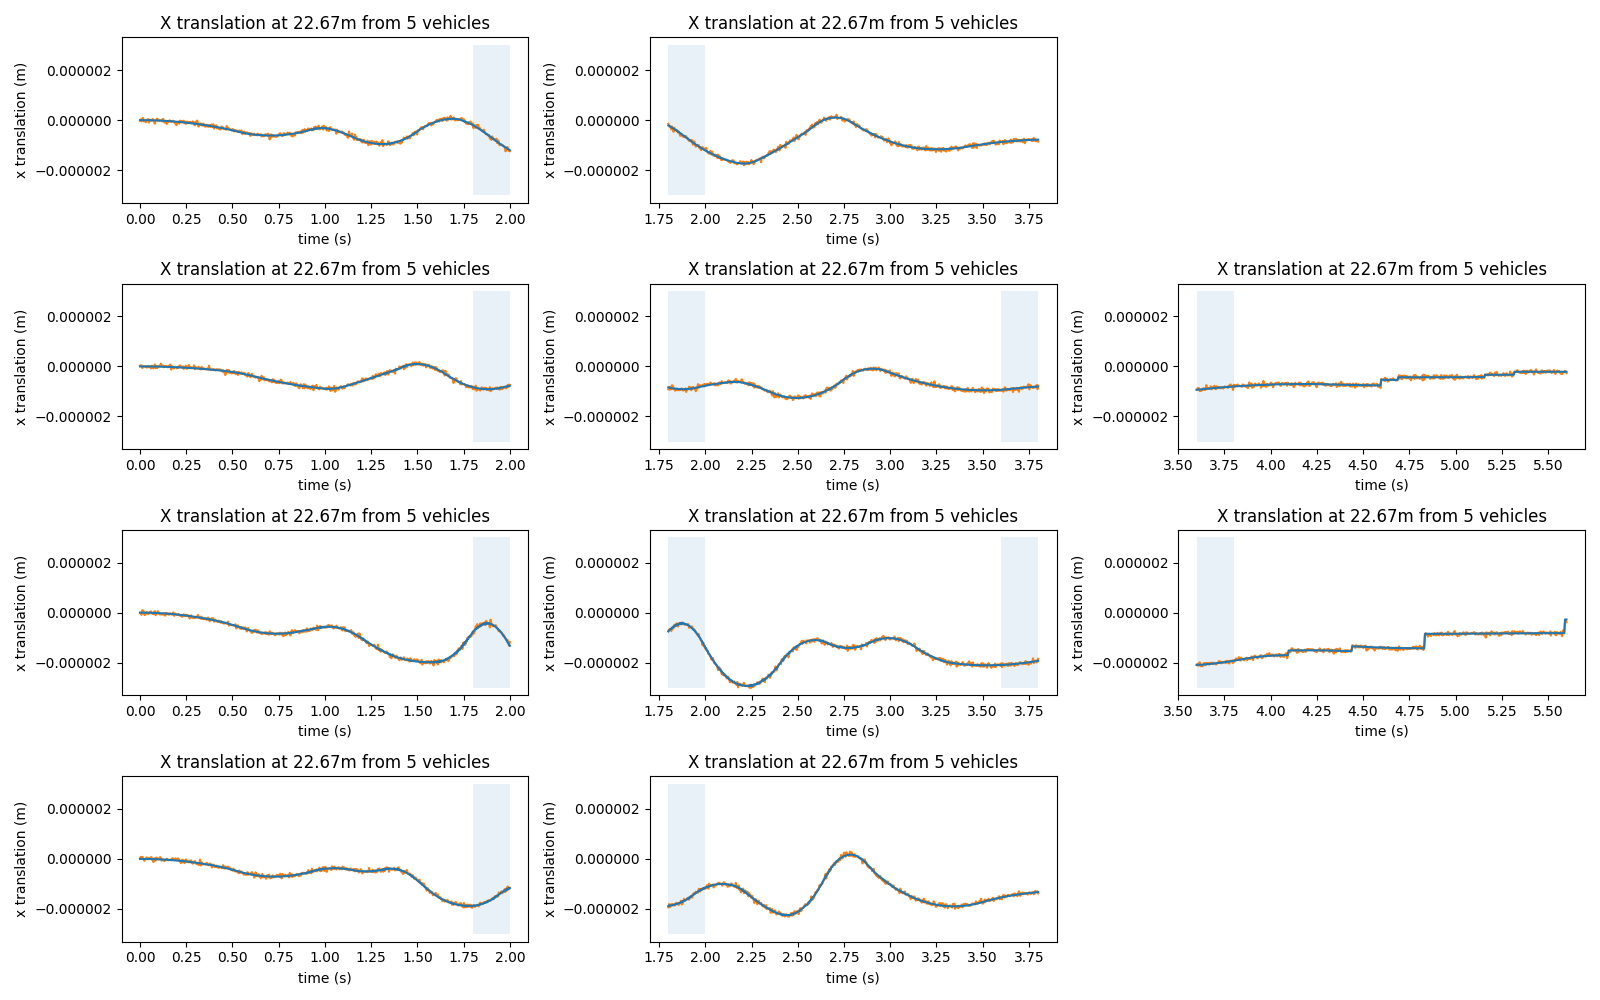 X translation at 22.67m from 5 vehicles
X translation at 22.67m from 5 vehicles
x translation (m)
0.000002
0.000000
−0.000002
0.00 0.25 0.50 0.75 1.00 1.25 1.50 1.75 2.00
time (s)
x translation (m)
0.000002
0.000000
−0.000002
1.75 2.00 2.25 2.50 2.75 3.00 3.25 3.50 3.75
time (s)
X translation at 22.67m from 5 vehicles
X translation at 22.67m from 5 vehicles
X translation at 22.67m from 5 vehicles
x translation (m)
0.000002
0.000000
−0.000002
0.00 0.25 0.50 0.75 1.00 1.25 1.50 1.75 2.00
time (s)
x translation (m)
0.000002
0.000000
−0.000002
1.75 2.00 2.25 2.50 2.75 3.00 3.25 3.50 3.75
time (s)
x translation (m)
0.000002
0.000000
−0.000002
3.50 3.75 4.00 4.25 4.50 4.75 5.00 5.25 5.50
time (s)
X translation at 22.67m from 5 vehicles
X translation at 22.67m from 5 vehicles
X translation at 22.67m from 5 vehicles
x translation (m)
0.000002
0.000000
−0.000002
0.00 0.25 0.50 0.75 1.00 1.25 1.50 1.75 2.00
time (s)
x translation (m)
0.000002
0.000000
−0.000002
1.75 2.00 2.25 2.50 2.75 3.00 3.25 3.50 3.75
time (s)
x translation (m)
0.000002
0.000000
−0.000002
3.50 3.75 4.00 4.25 4.50 4.75 5.00 5.25 5.50
time (s)
X translation at 22.67m from 5 vehicles
X translation at 22.67m from 5 vehicles
x translation (m)
0.000002
0.000000
−0.000002
0.00 0.25 0.50 0.75 1.00 1.25 1.50 1.75 2.00
time (s)
x translation (m)
0.000002
0.000000
−0.000002
1.75 2.00 2.25 2.50 2.75 3.00 3.25 3.50 3.75
time (s)